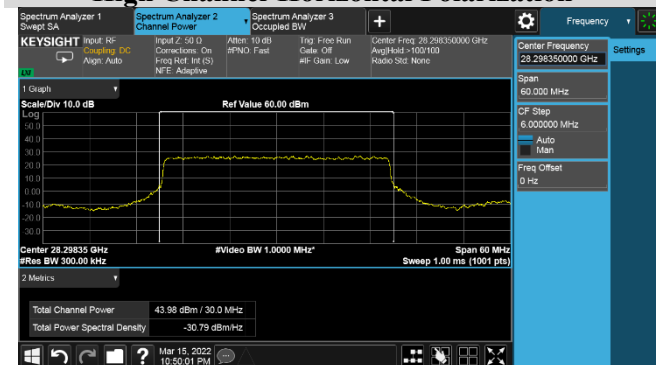 High Channel Horizontal Polarization
Spectrum Analyzer 1
Swept SA
Spectrum Analyzer 2
Channel Power
Spectrum Analyzer 3
Occupied BW
+
Frequency
KEYSIGHT
Input: RF
Coupling: DC
Align: Auto
LXI
Input Z: 50 Ω
Corrections: On
Freq Ref: Int (S)
NFE: Adaptive
Atten: 10 dB
#PNO: Fast
Trig: Free Run
Gate: Off
#IF Gain: Low
Center Freq: 28.298350000 GHz
Avg|Hold >100/100
Radio Std: None
Center Frequency
28.298350000 GHz
Settings
Span
60.000 MHz
CF Step
6.000000 MHz
Auto
Man
Freq Offset
0 Hz
1 Graph
Scale/Div 10.0 dB
Ref Value 60.00 dBm
Log
50.0
40.0
30.0
20.0
10.0
0.00
-10.0
-20.0
-30.0
Center 28.29835 GHz
#Video BW 1.0000 MHz*
Span 60 MHz
#Res BW 300.00 kHz
Sweep 1.00 ms (1001 pts)
2 Metrics
Total Channel Power 43.98 dBm / 30.0 MHz
Total Power Spectral Density -30.79 dBm/Hz
?
Mar 15, 2022
10:50:01 PM